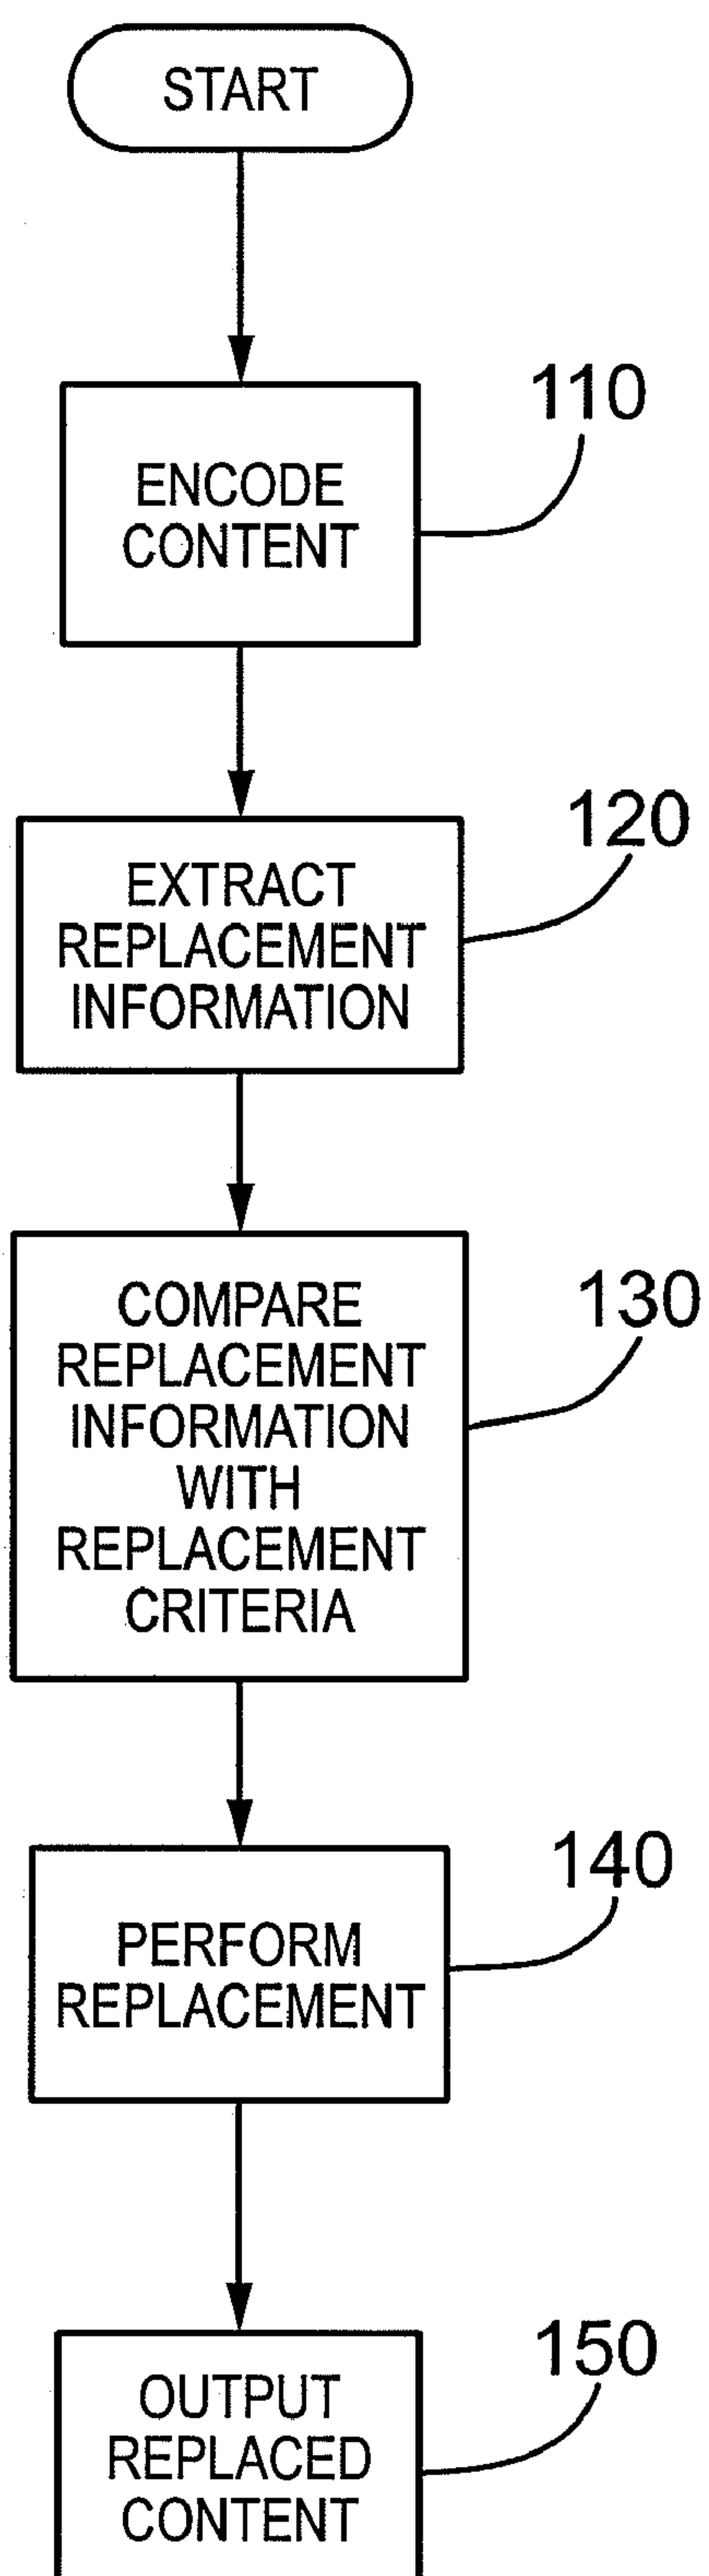 START
110
ENCODE
CONTENT
120
EXTRACT
REPLACEMENT
INFORMATION
130
COMPARE
REPLACEMENT
INFORMATION
WITH
REPLACEMENT
CRITERIA
140
PERFORM
REPLACEMENT
150
OUTPUT
REPLACED
CONTENT